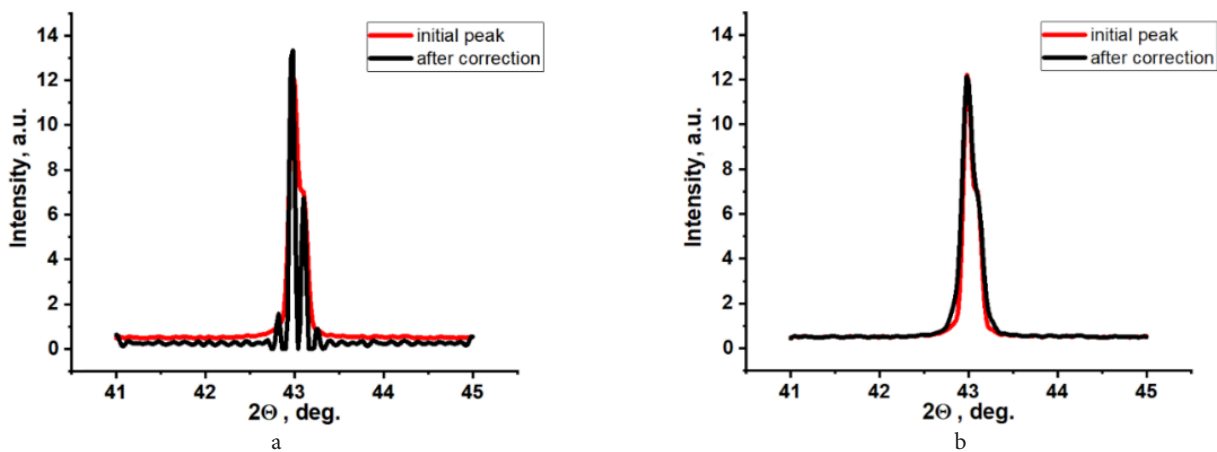 14
12
10
8
6
4
2
0
Intensity, a.u.
initial peak
after correction
41 42 43 44 45
2Θ , deg.
a
14
12
10
8
6
4
2
0
Intensity, a.u.
initial peak
after correction
41 42 43 44 45
2Θ , deg.
b